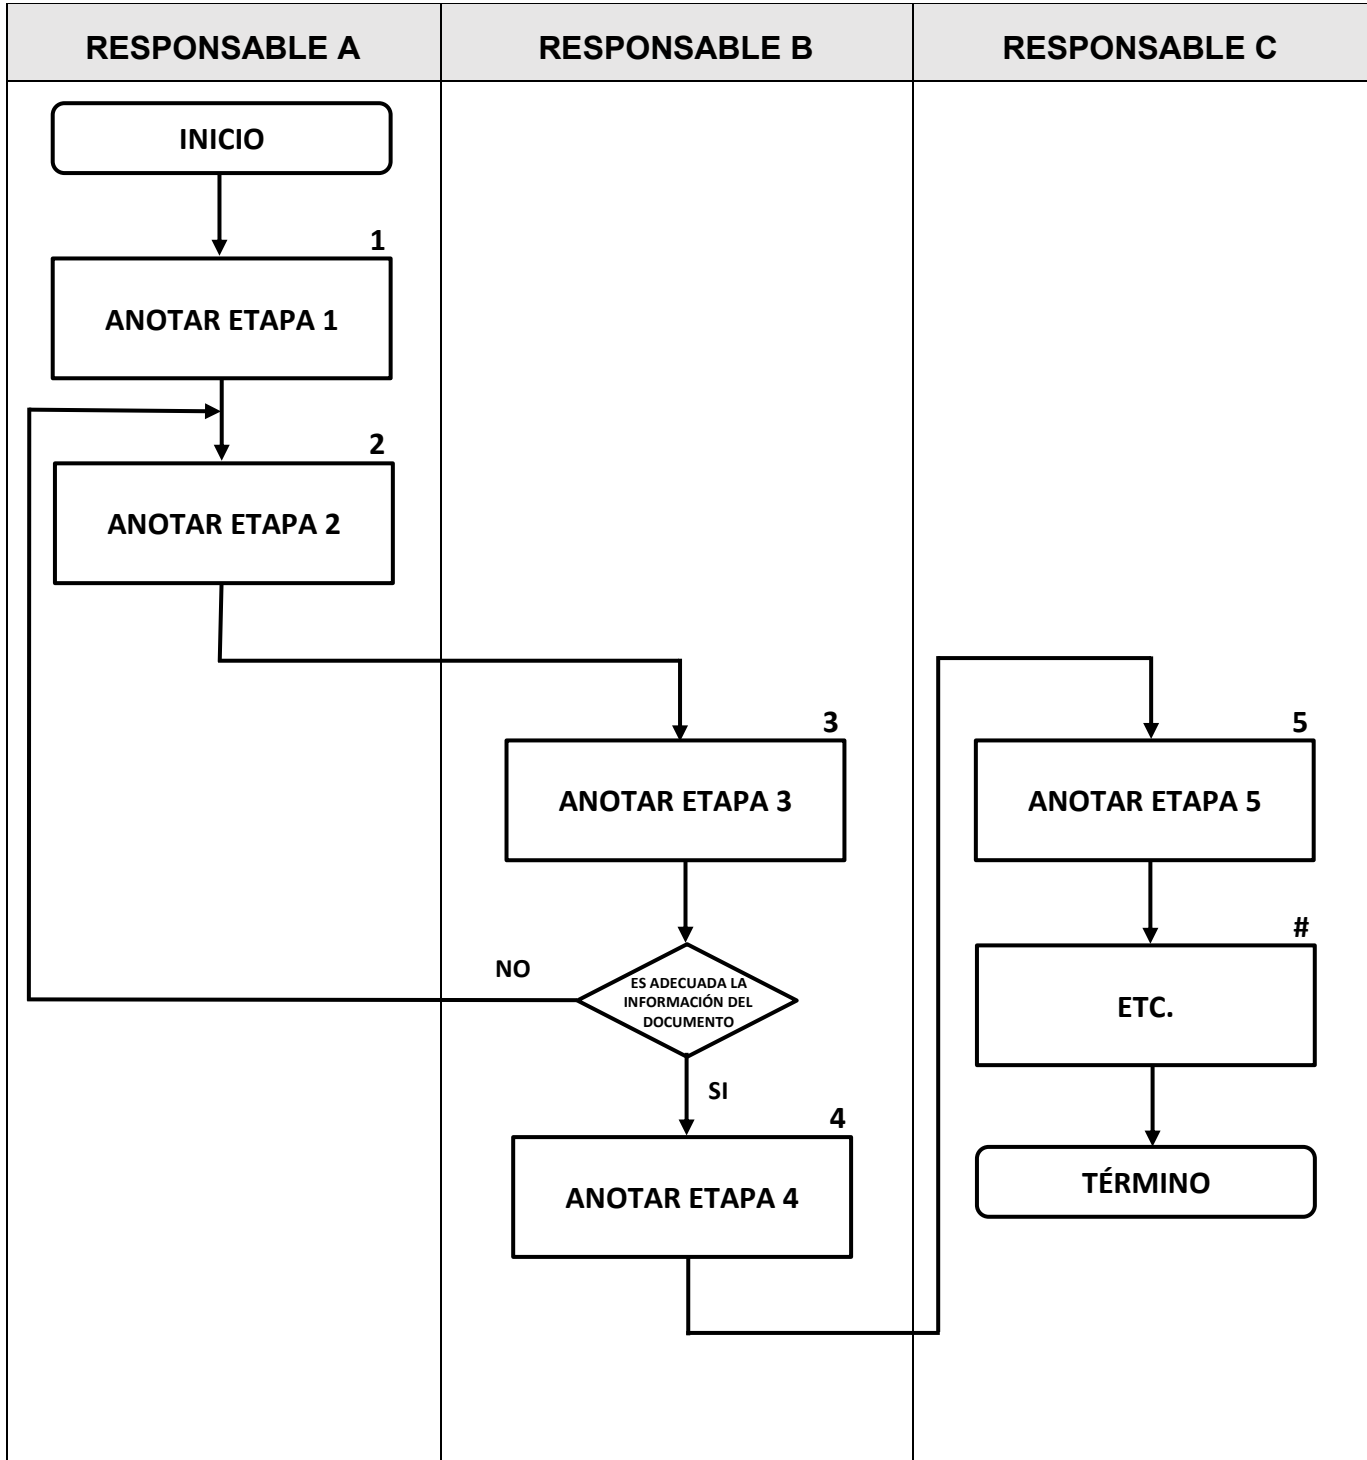 RESPONSABLE A
RESPONSABLE B
RESPONSABLE C
INICIO
1
ANOTAR ETAPA 1
2
ANOTAR ETAPA 2
3
ANOTAR ETAPA 3
NO
ES ADECUADA LA
INFORMACIÓN DEL
DOCUMENTO
SI
4
ANOTAR ETAPA 4
5
ANOTAR ETAPA 5
#
ETC.
TÉRMINO